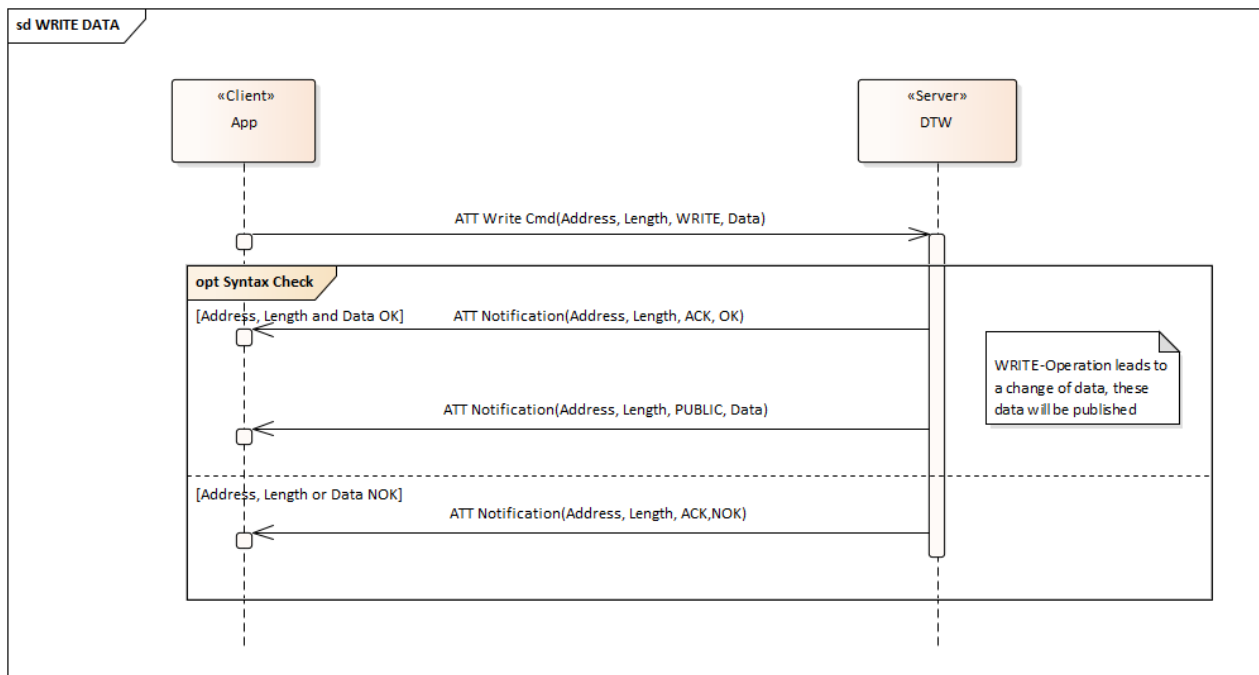 sd WRITE DATA
«Client»
App
«Server»
DTW
ATT Write Cmd(Address, Length, WRITE, Data)
opt Syntax Check
[Address, Length and Data OK]
ATT Notification(Address, Length, ACK, OK)
WRITE-Operation leads to
a change of data, these
data will be published
ATT Notification(Address, Length, PUBLIC, Data)
[Address, Length or Data NOK]
ATT Notification(Address, Length, ACK,NOK)